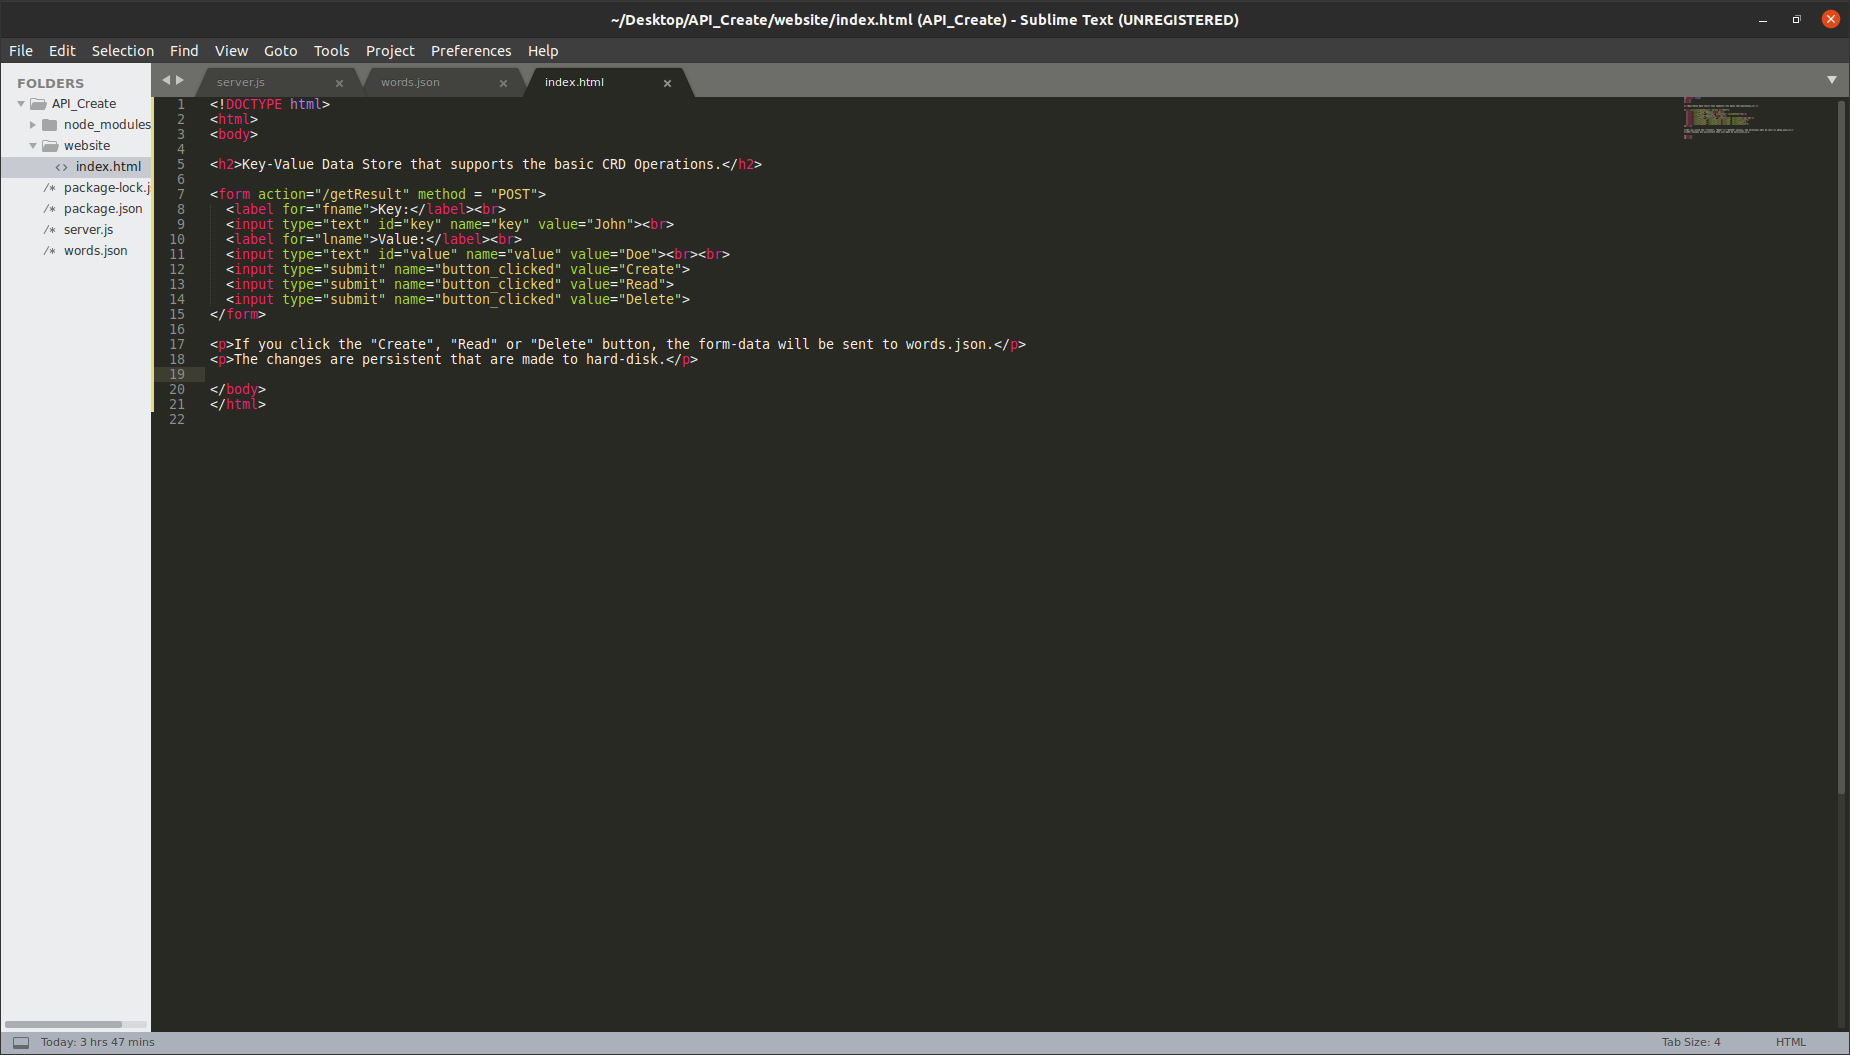 ~/Desktop/API_Create/website/index.html (API_Create) - Sublime Text (UNREGISTERED)
File Edit Selection Find View Goto Tools Project Preferences Help
FOLDERS
API_Create
node_modules
website
<> index.html
/* package-lock.j
/* package.json
/* server.js
/* words.json
server.js words.json index.html
1 <!DOCTYPE html>
2 <html>
3 <body>
4
5 <h2>Key-Value Data Store that supports the basic CRD Operations.</h2>
6
7 <form action="/getResult" method = "POST">
8   <label for="fname">Key:</label><br>
9   <input type="text" id="key" name="key" value="John"><br>
10   <label for="lname">Value:</label><br>
11   <input type="text" id="value" name="value" value="Doe"><br><br>
12   <input type="submit" name="button_clicked" value="Create">
13   <input type="submit" name="button_clicked" value="Read">
14   <input type="submit" name="button_clicked" value="Delete">
15 </form>
16
17 <p>If you click the "Create", "Read" or "Delete" button, the form-data will be sent to words.json.</p>
18 <p>The changes are persistent that are made to hard-disk.</p>
19
20 </body>
21 </html>
22
Today: 3 hrs 47 mins
Tab Size: 4
HTML